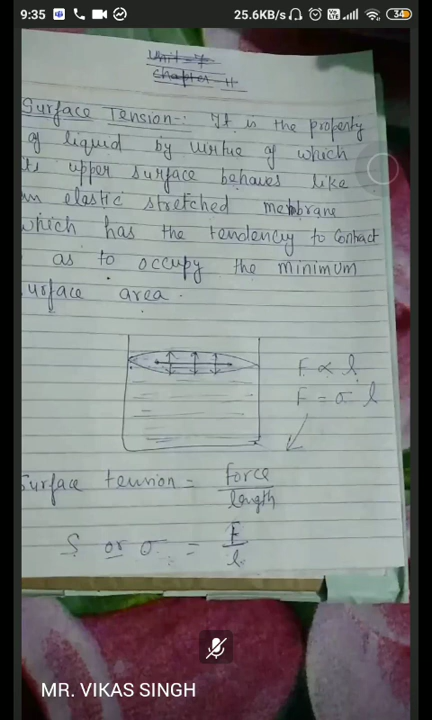 9:35 25.6KB/s 34
Unit - 7
Chapter 11
Surface Tension-: It is the property
of liquid by virtue of which
its upper surface behaves like
an elastic stretched membrane
which has the tendency to contract
as to occupy the minimum
surface area.
F ∝ l
F = σ l
Surface tension = Force
length
S or σ = F
l
MR. VIKAS SINGH